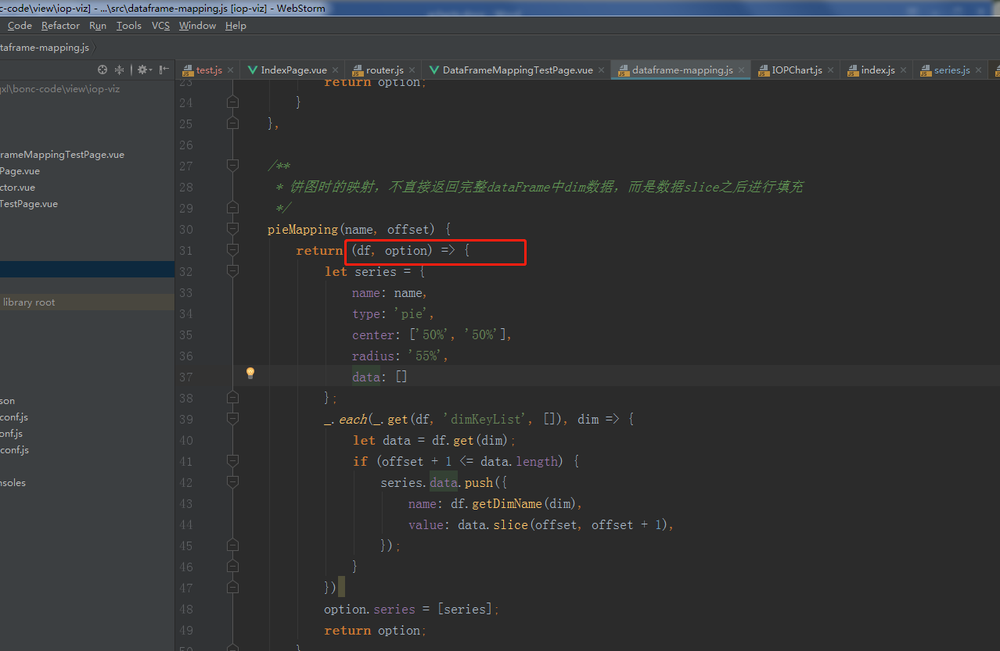 c-code\view\iop-viz] - ...\src\dataframe-mapping.js [iop-viz] - WebStorm
Code Refactor Run Tools VCS Window Help
taframe-mapping.js
test.js IndexPage.vue router.js DataFrameMappingTestPage.vue dataframe-mapping.js IOPChart.js index.js series.js
qxl\bonc-code\view\iop-viz
rameMappingTestPage.vue
Page.vue
ctor.vue
TestPage.vue
library root
son
conf.js
onf.js
conf.js
nsoles
23 return option;
24 }
25 },
26
27 /**
28 * 饼图时的映射，不直接返回完整dataFrame中dim数据，而是数据slice之后进行填充
29 */
30 pieMapping(name, offset) {
31 return (df, option) => {
32 let series = {
33 name: name,
34 type: 'pie',
35 center: ['50%', '50%'],
36 radius: '55%',
37 data: []
38 };
39 _.each(_.get(df, 'dimKeyList', []), dim => {
40 let data = df.get(dim);
41 if (offset + 1 <= data.length) {
42 series.data.push({
43 name: df.getDimName(dim),
44 value: data.slice(offset, offset + 1),
45 });
46 }
47 })
48 option.series = [series];
49 return option;
50 }